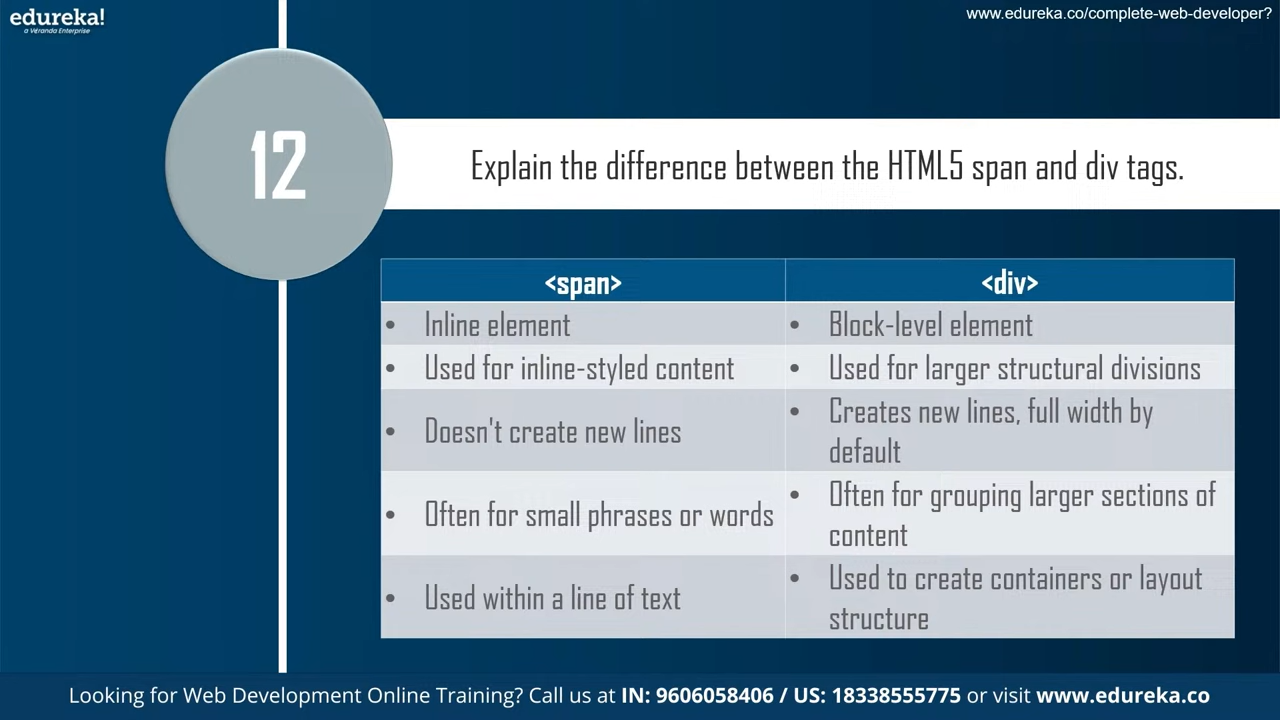 edureka!
a Veranda Enterprise
www.edureka.co/complete-web-developer?
12
Explain the difference between the HTML5 span and div tags.
<span> <div>
• Inline element • Block-level element
• Used for inline-styled content • Used for larger structural divisions
• Doesn't create new lines • Creates new lines, full width by
default
• Often for small phrases or words • Often for grouping larger sections of
content
• Used within a line of text • Used to create containers or layout
structure
Looking for Web Development Online Training? Call us at IN: 9606058406 / US: 18338555775 or visit www.edureka.co